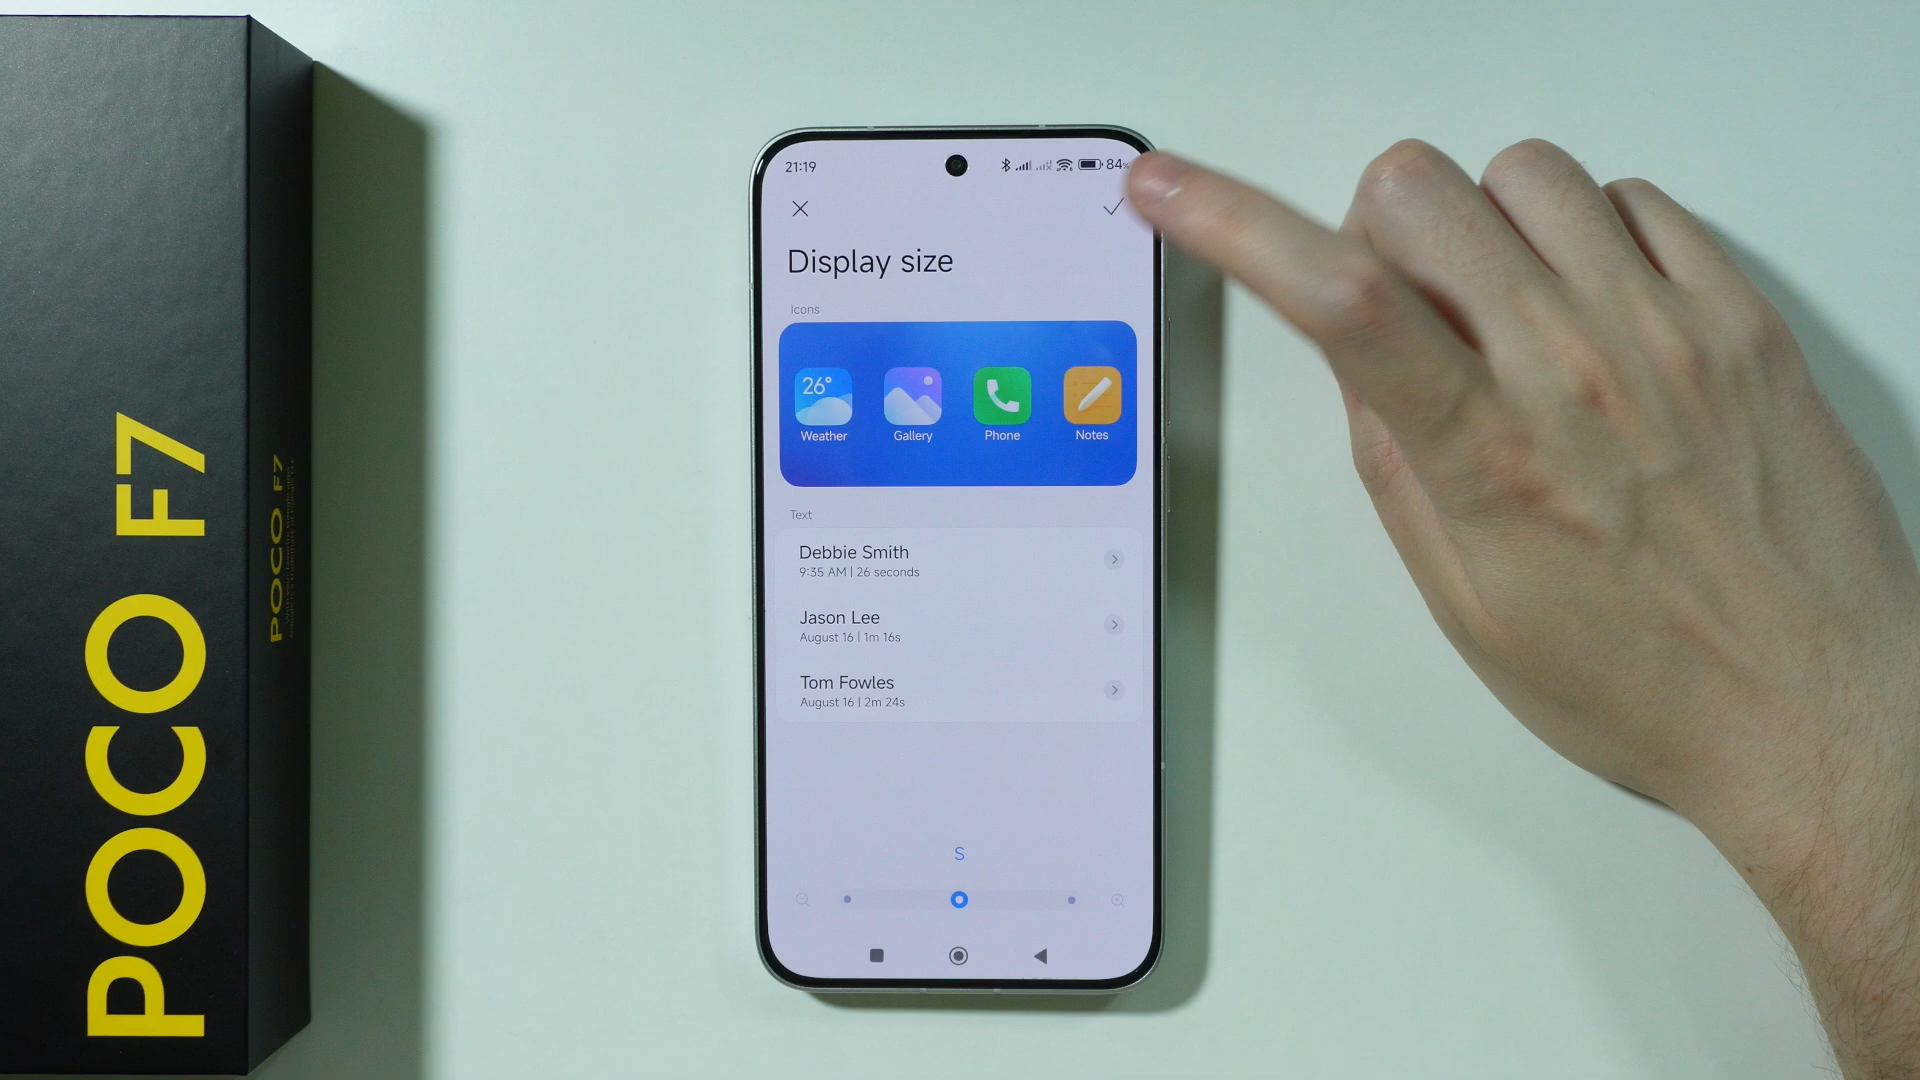 POCO F7
POCO F7
21:19
84%
Display size
Icons
26°
Weather
Gallery
Phone
Notes
Text
Debbie Smith
9:35 AM | 26 seconds
Jason Lee
August 16 | 1m 16s
Tom Fowles
August 16 | 2m 24s
S